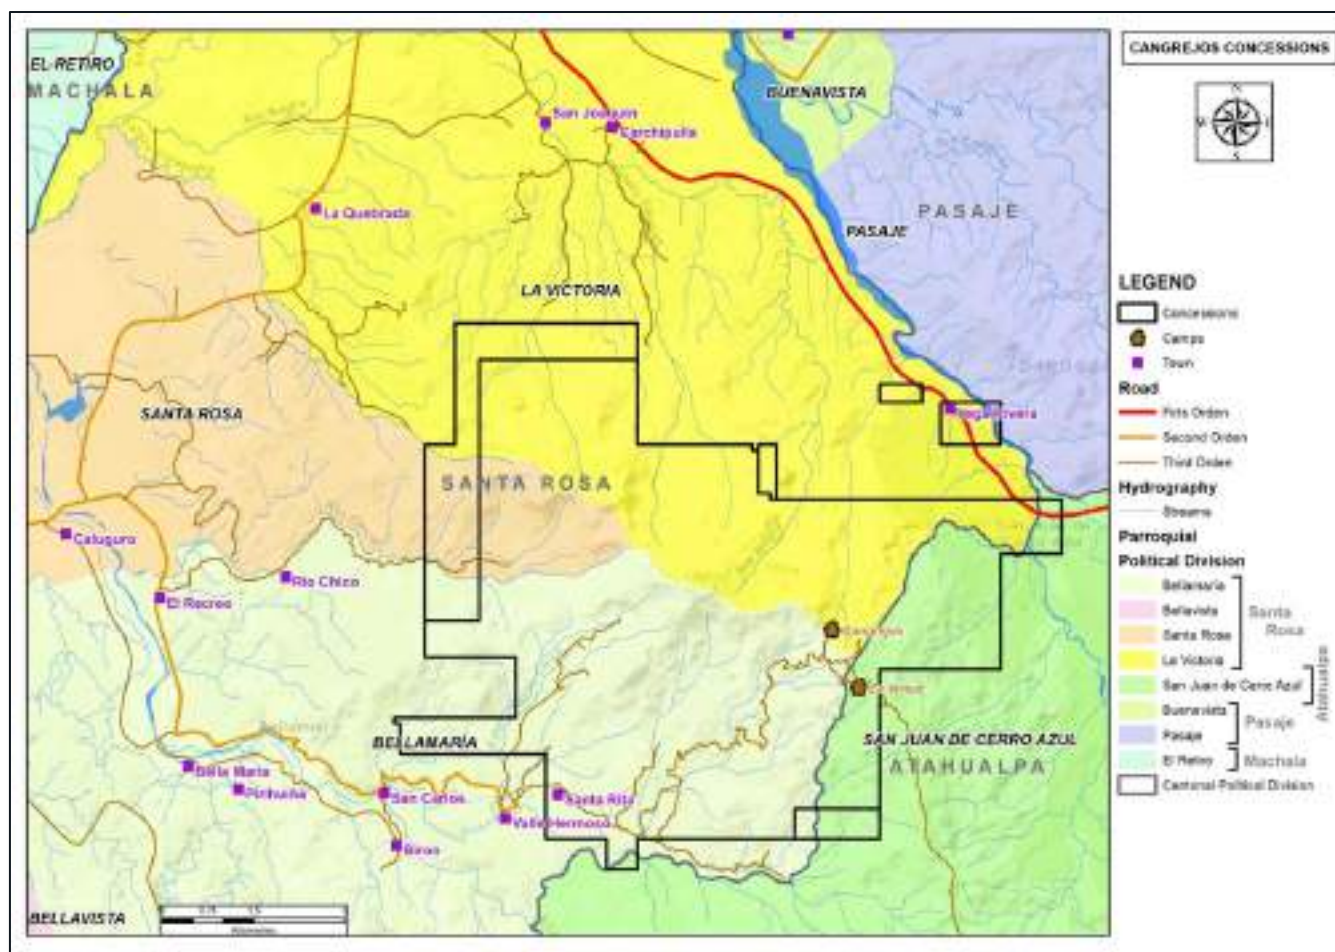 CANGREJOS CONCESSIONS
N
S
EL RETIRO
MACHALA
BUENAVISTA
San Joaquin
Carchipulla
La Quebrada
PASAJE
PASAJE
LA VICTORIA
SANTA ROSA
SANTA ROSA
Caluguro
Rio Chico
El Recreo
BELLAMARÍA
SAN JUAN DE CERRO AZUL
ATAHUALPA
Bella Maria
San Carlos
Santa Rita
Valle Hermoso
Biron
BELLAVISTA
Kilometers
LEGEND
Concessions
Camps
Town
Road
Firts Orden
Second Orden
Third Orden
Hydrography
Streams
Parroquial
Political Division
Bellamaria
Bellavista
Santa Rosa
La Victoria
San Juan de Cerro Azul
Buenavista
Pasaje
El Retiro
Cantonal Political Division
Santa
Rosa
Atahualpa
Pasaje
Machala